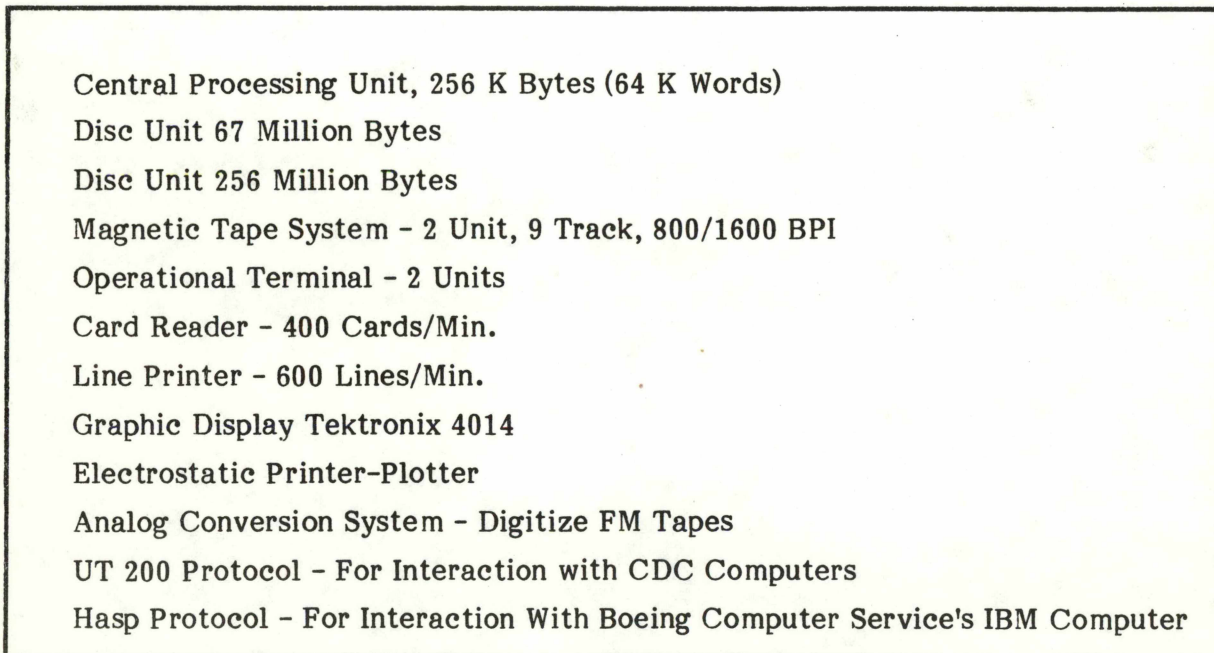 Central Processing Unit, 256 K Bytes (64 K Words)
Disc Unit 67 Million Bytes
Disc Unit 256 Million Bytes
Magnetic Tape System - 2 Unit, 9 Track, 800/1600 BPI
Operational Terminal - 2 Units
Card Reader - 400 Cards/Min.
Line Printer - 600 Lines/Min.
Graphic Display Tektronix 4014
Electrostatic Printer-Plotter
Analog Conversion System - Digitize FM Tapes
UT 200 Protocol - For Interaction with CDC Computers
Hasp Protocol - For Interaction With Boeing Computer Service's IBM Computer